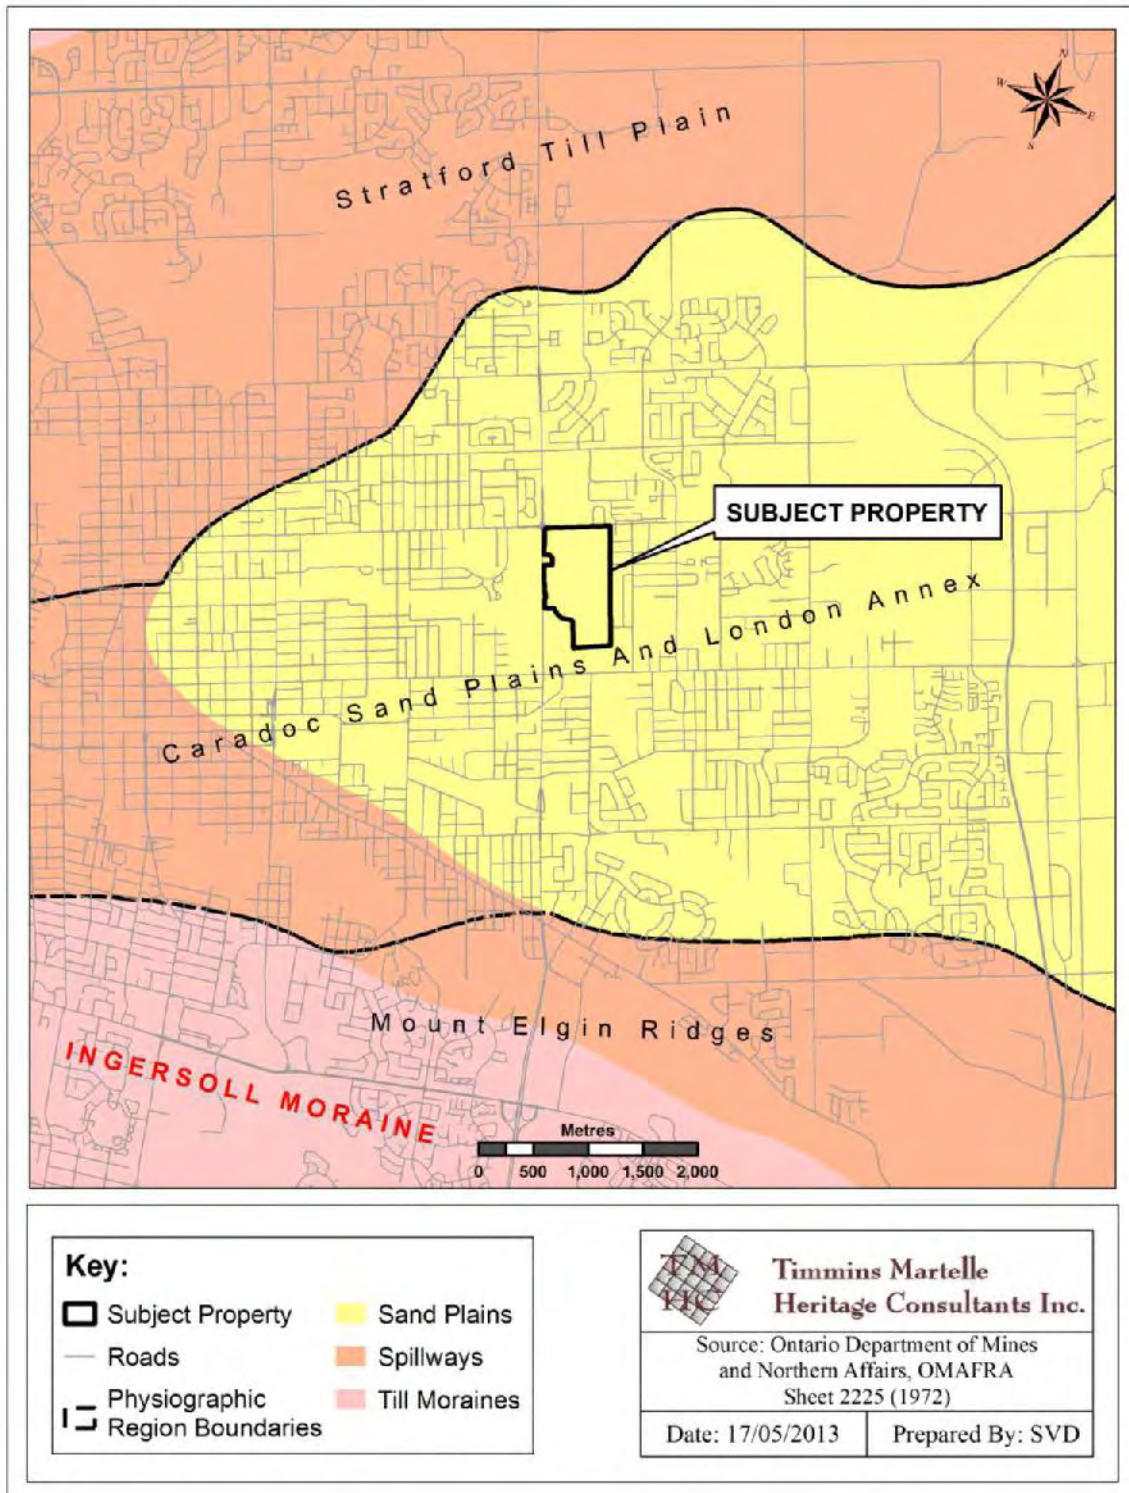 N
W
E
S
Stratford Till Plain
SUBJECT PROPERTY
Caradoc Sand Plains And London Annex
Mount Elgin Ridges
INGERSOLL MORAINE
Metres
0 500 1,000 1,500 2,000
Key:
Subject Property
Roads
Physiographic
Region Boundaries
Sand Plains
Spillways
Till Moraines
TM
HC
Timmins Martelle
Heritage Consultants Inc.
Source: Ontario Department of Mines
and Northern Affairs, OMAFRA
Sheet 2225 (1972)
Date: 17/05/2013
Prepared By: SVD